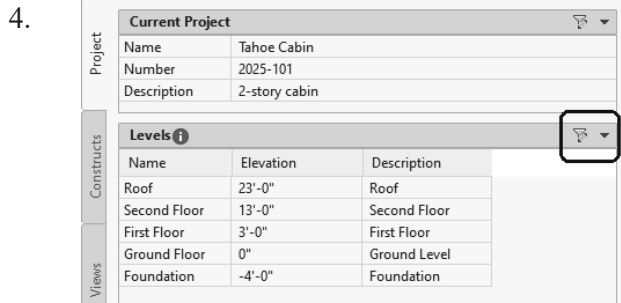 4.
Project
Constructs
Views
Current Project
Name Tahoe Cabin
Number 2025-101
Description 2-story cabin
Levels
Name Elevation Description
Roof 23'-0" Roof
Second Floor 13'-0" Second Floor
First Floor 3'-0" First Floor
Ground Floor 0" Ground Level
Foundation -4'-0" Foundation